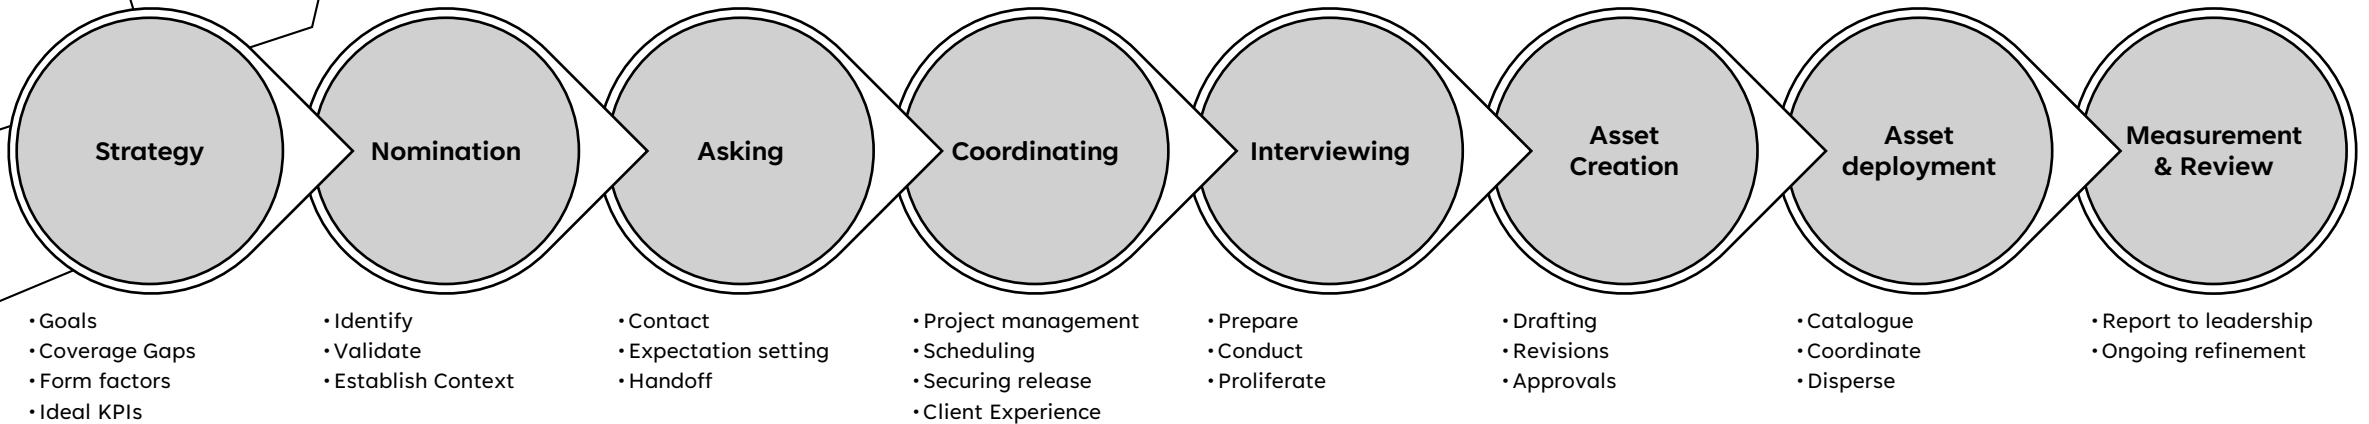 Strategy
Nomination
Asking
Coordinating
Interviewing
Asset
Creation
Asset
deployment
Measurement
& Review
•Goals
•Coverage Gaps
•Form factors
•Ideal KPIs
•Identify
•Validate
•Establish Context
•Contact
•Expectation setting
•Handoff
•Project management
•Scheduling
•Securing release
•Client Experience
•Prepare
•Conduct
•Proliferate
•Drafting
•Revisions
•Approvals
•Catalogue
•Coordinate
•Disperse
•Report to leadership
•Ongoing refinement